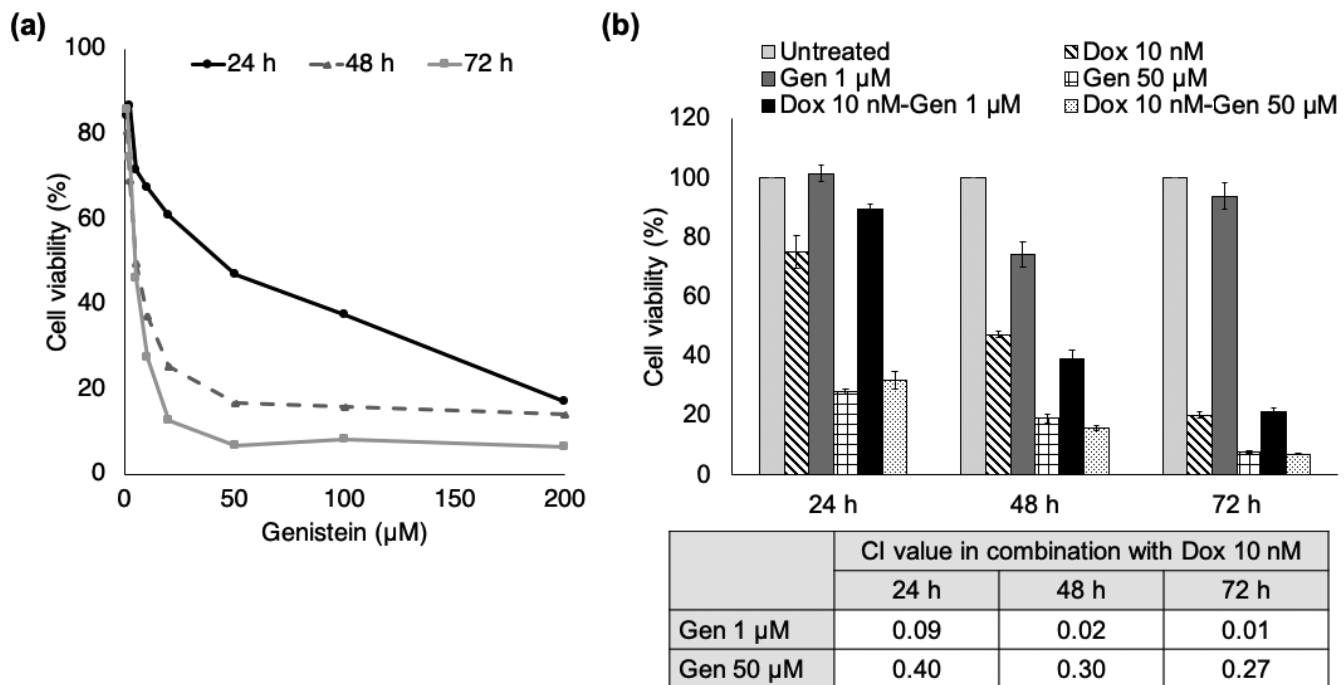 (a)
100
80
60
40
20
0
Cell viability (%)
24 h 48 h 72 h
0 50 100 150 200
Genistein (µM)
(b)
Untreated Dox 10 nM
Gen 1 µM Gen 50 µM
Dox 10 nM-Gen 1 µM Dox 10 nM-Gen 50 µM
120
100
80
60
40
20
0
Cell viability (%)
24 h 48 h 72 h
CI value in combination with Dox 10 nM
24 h 48 h 72 h
Gen 1 µM 0.09 0.02 0.01
Gen 50 µM 0.40 0.30 0.27